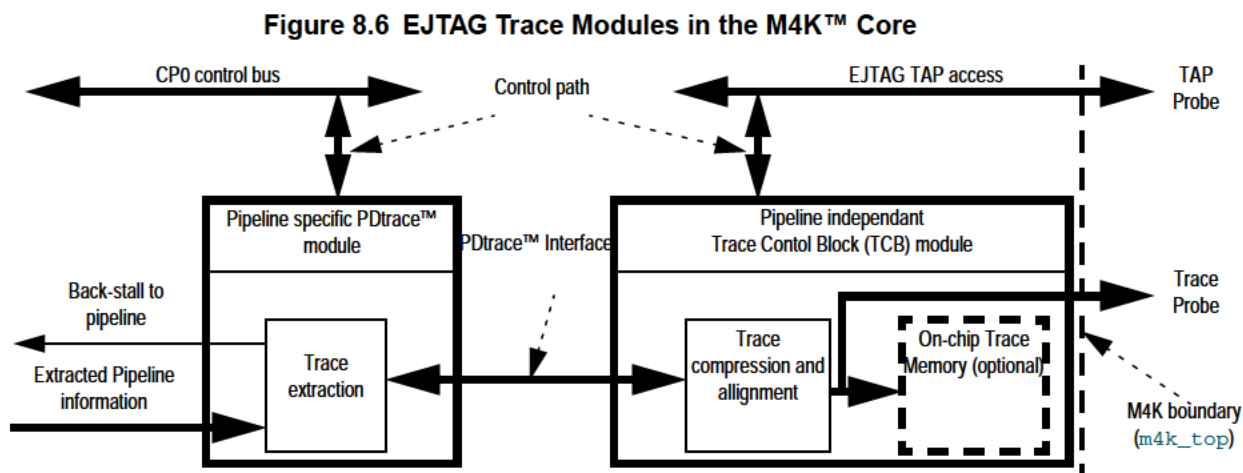 Figure 8.6 EJTAG Trace Modules in the M4K™ Core
CP0 control bus
Control path
EJTAG TAP access
TAP
Probe
Pipeline specific PDtrace™
module
PDtrace™ Interface
Pipeline independant
Trace Contol Block (TCB) module
Back-stall to
pipeline
Extracted Pipeline
information
Trace
extraction
Trace
compression and
allignment
On-chip Trace
Memory (optional)
Trace
Probe
M4K boundary
(m4k_top)